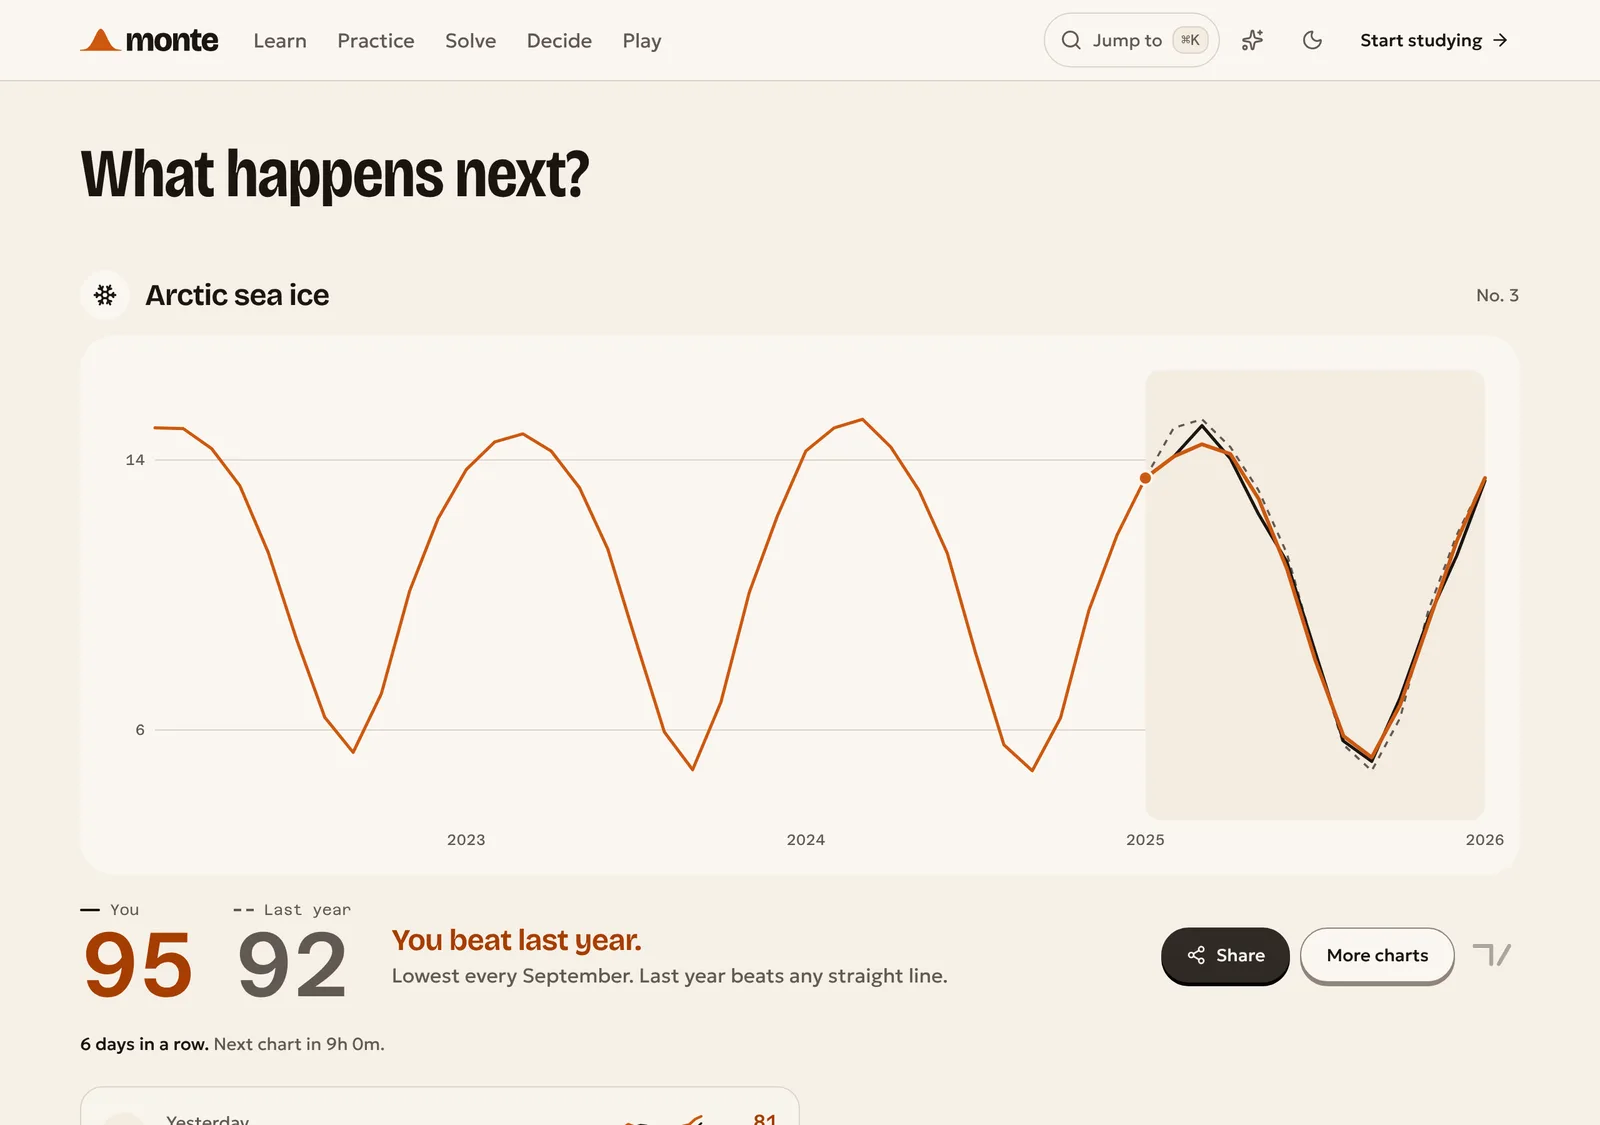 monte Learn Practice Solve Decide Play Jump to ⌘K Start studying →
What happens next?
Arctic sea ice No. 3
14
6
2023 2024 2025 2026
You Last year
95 92
You beat last year.
Lowest every September. Last year beats any straight line.
Share More charts
6 days in a row. Next chart in 9h 0m.
Yesterday 81